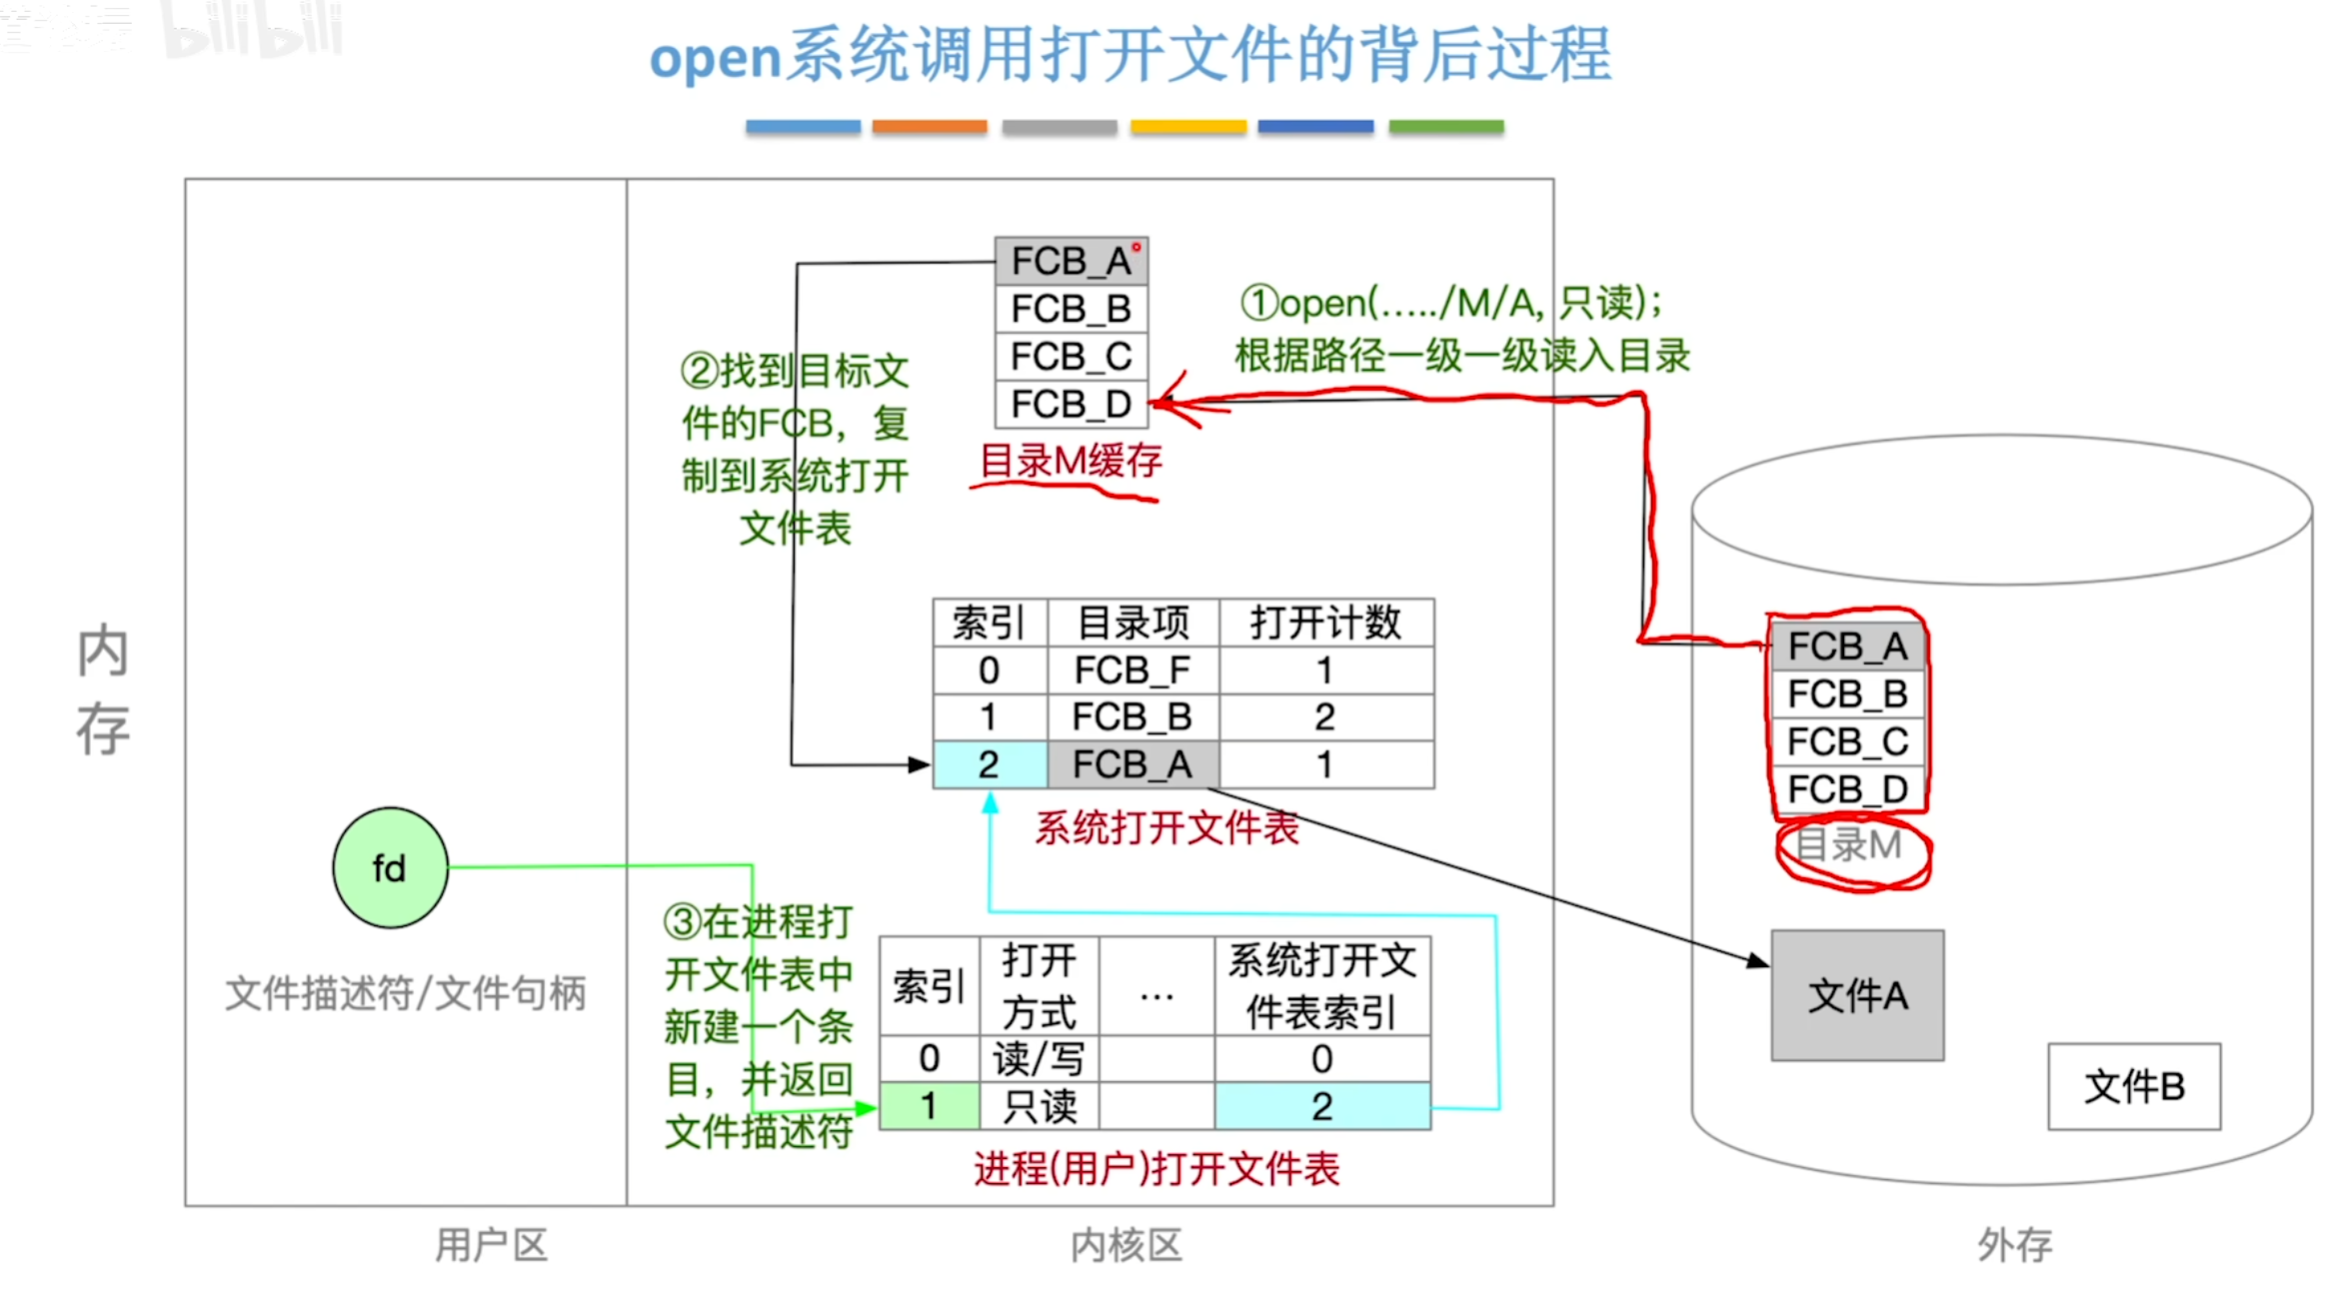 bilibili
open系统调用打开文件的背后过程
FCB_A
FCB_B
FCB_C
FCB_D
目录M缓存
①open(...../M/A, 只读);
根据路径一级一级读入目录
②找到目标文
件的FCB，复
制到系统打开
文件表
内
存
索引 目录项 打开计数
0 FCB_F 1
1 FCB_B 2
2 FCB_A 1
系统打开文件表
FCB_A
FCB_B
FCB_C
FCB_D
目录M
fd
文件描述符/文件句柄
③在进程打
开文件表中
新建一个条
目，并返回
文件描述符
索引 打开方式 ... 系统打开文件表索引
0 读/写 0
1 只读 2
进程(用户)打开文件表
文件A
文件B
用户区
内核区
外存